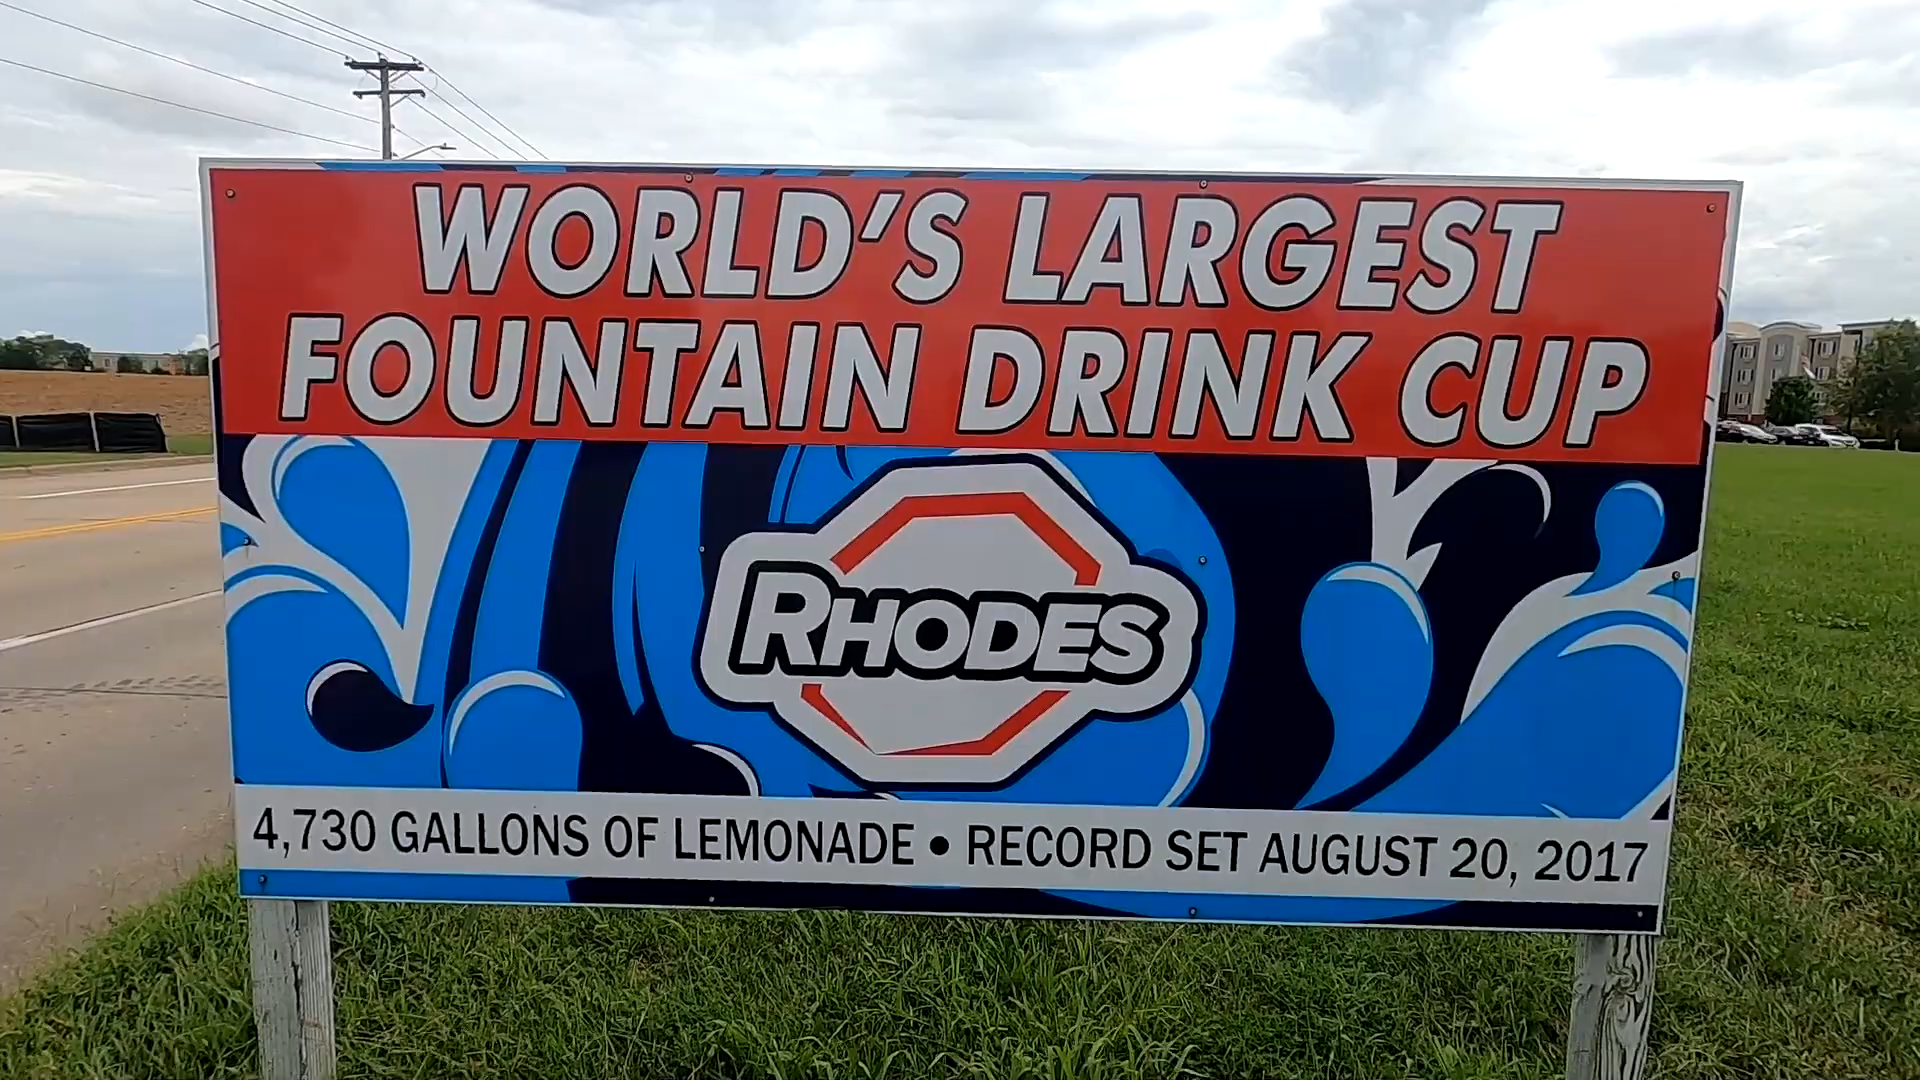 WORLD'S LARGEST
FOUNTAIN DRINK CUP
RHODES
4,730 GALLONS OF LEMONADE • RECORD SET AUGUST 20, 2017